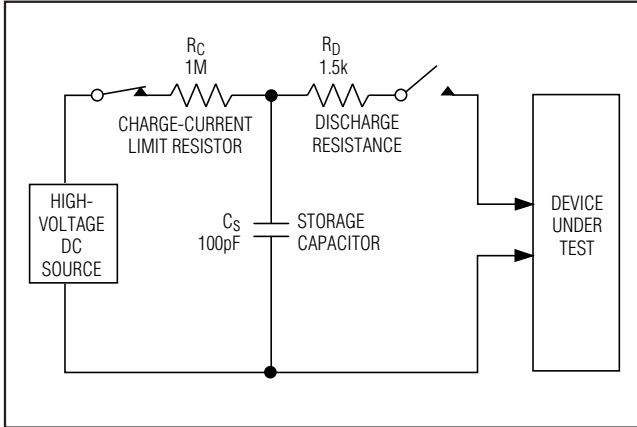 R_C
1M
CHARGE-CURRENT
LIMIT RESISTOR
R_D
1.5k
DISCHARGE
RESISTANCE
HIGH-
VOLTAGE
DC
SOURCE
C_S
100pF
STORAGE
CAPACITOR
DEVICE
UNDER
TEST